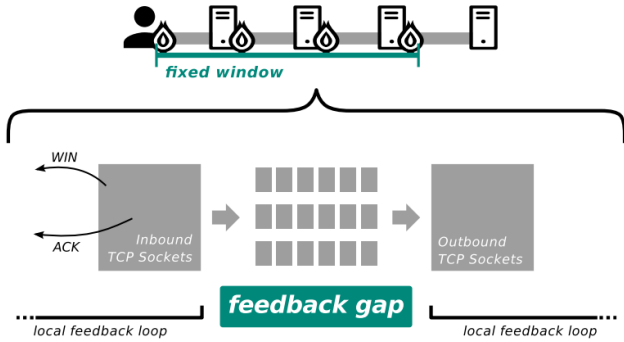 fixed window
WIN
ACK
Inbound
TCP Sockets
Outbound
TCP Sockets
feedback gap
local feedback loop
local feedback loop